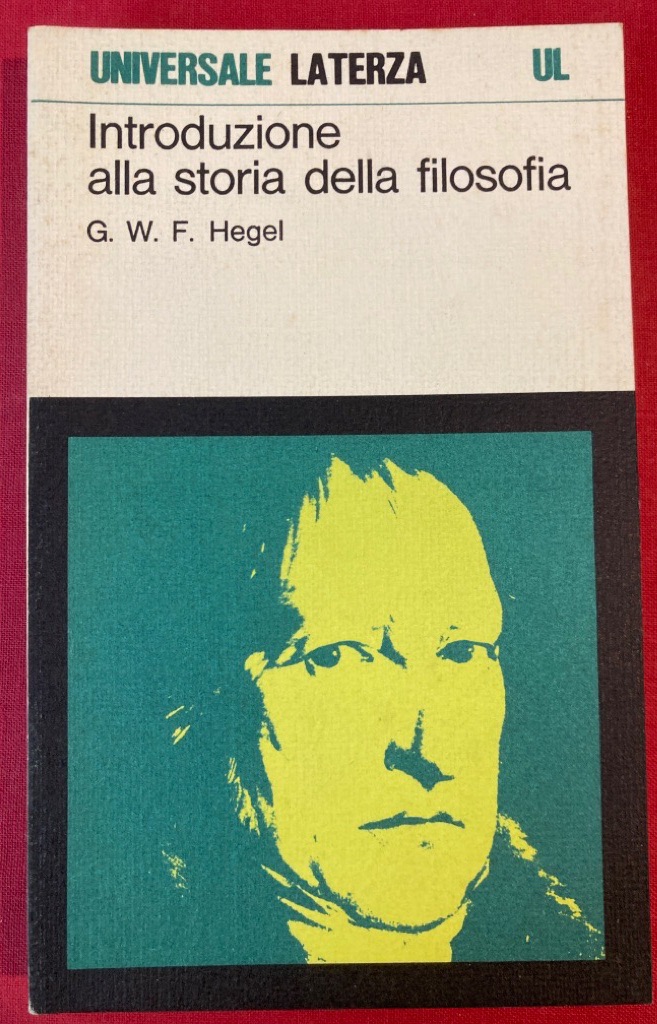 UNIVERSALE LATERZA UL
Introduzione
alla storia della filosofia
G. W. F. Hegel